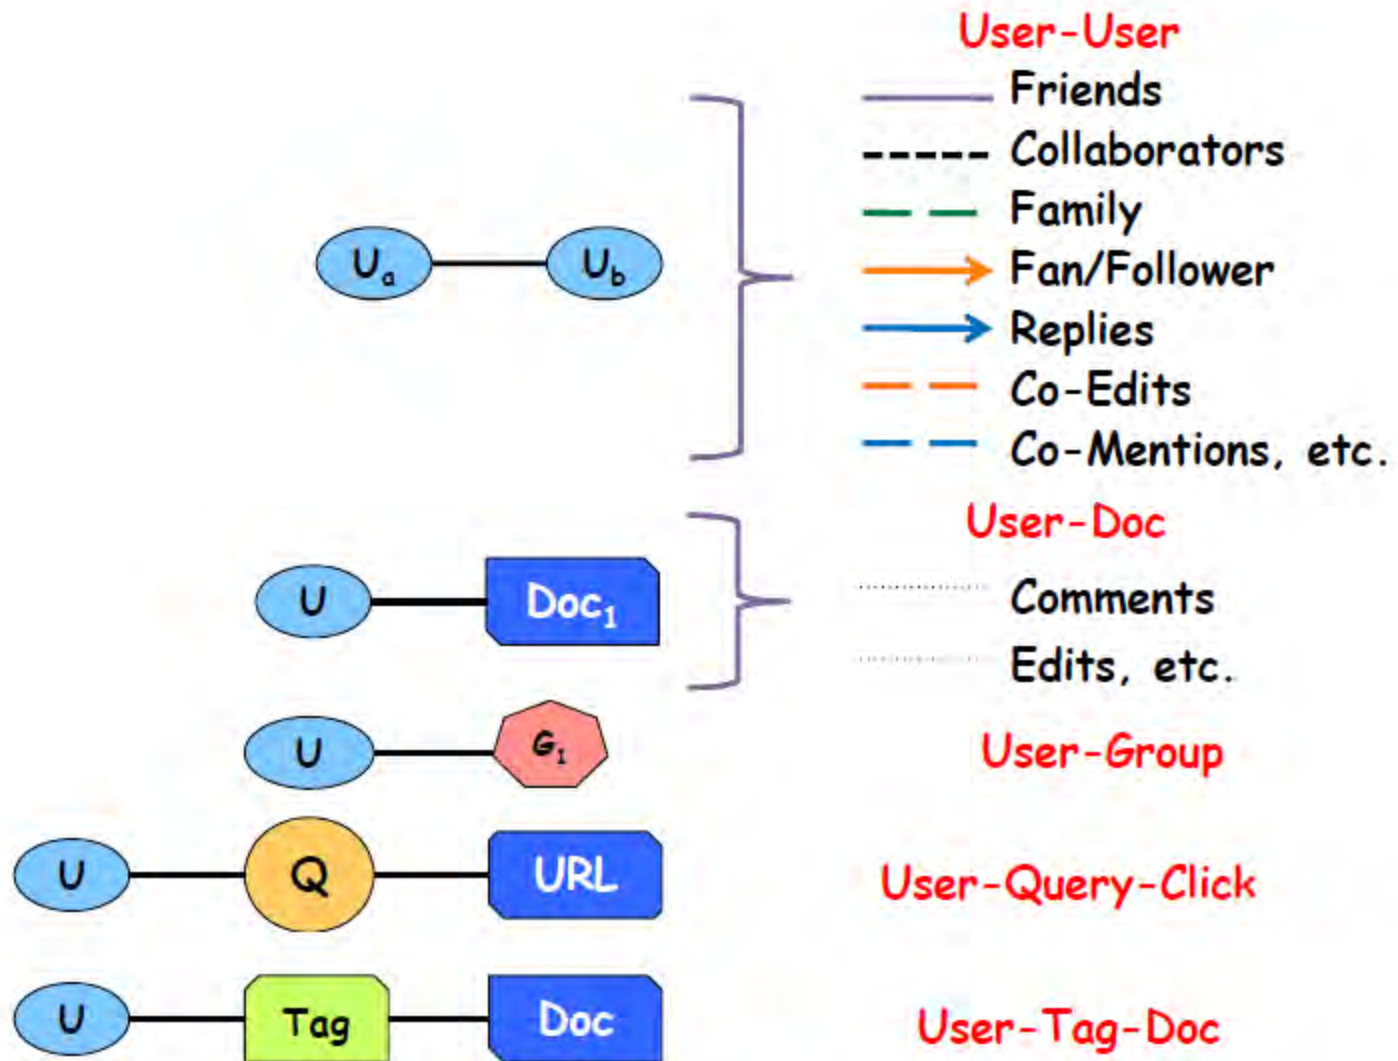 User-User
Friends
Collaborators
Family
Uₐ U_b
Fan/Follower
Replies
Co-Edits
Co-Mentions, etc.
User-Doc
U Doc₁
Comments
Edits, etc.
U G₁ User-Group
U Q URL User-Query-Click
U Tag Doc User-Tag-Doc